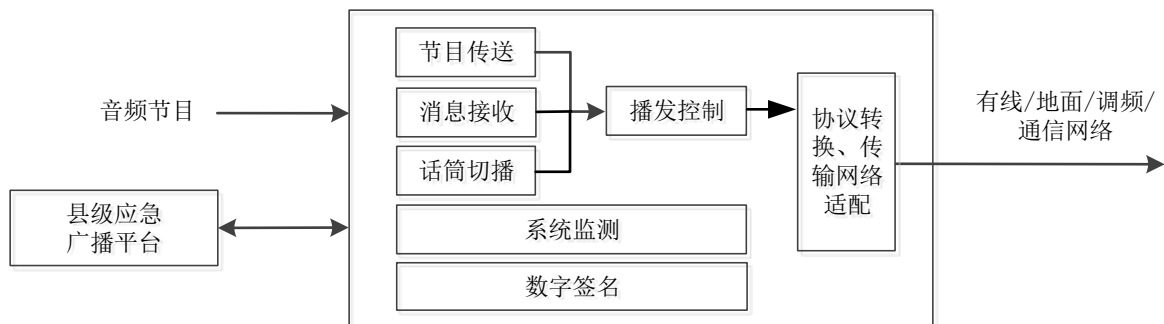 音频节目
县级应急
广播平台
节目传送
消息接收
话筒切播
播发控制
系统监测
数字签名
协议转
换、传
输网络
适配
有线/地面/调频/
通信网络